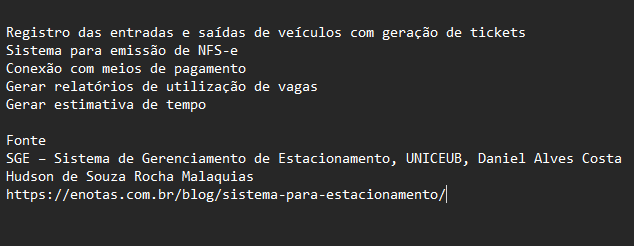 Registro das entradas e saídas de veículos com geração de tickets
Sistema para emissão de NFS-e
Conexão com meios de pagamento
Gerar relatórios de utilização de vagas
Gerar estimativa de tempo
Fonte
SGE – Sistema de Gerenciamento de Estacionamento, UNICEUB, Daniel Alves Costa
Hudson de Souza Rocha Malaquias
https://enotas.com.br/blog/sistema-para-estacionamento/